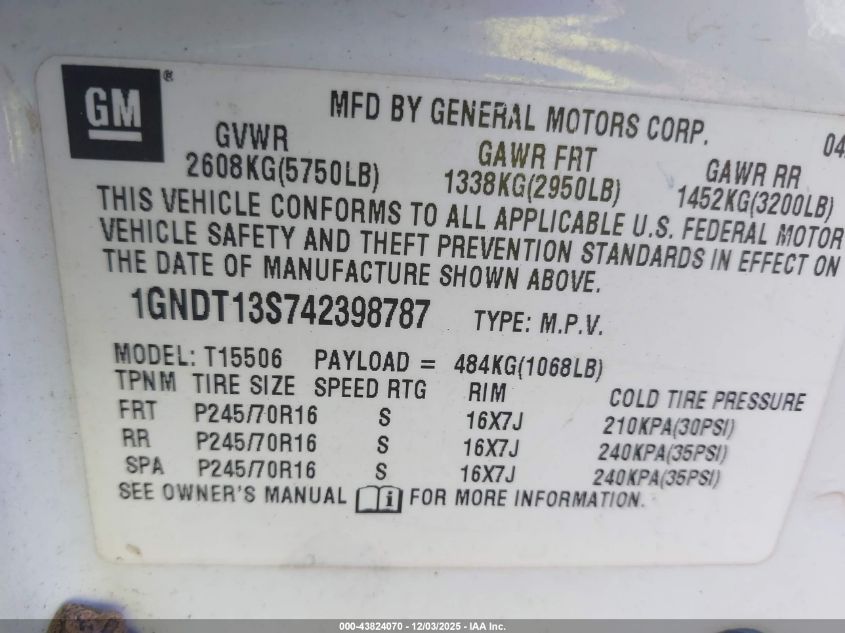 GM®
MFD BY GENERAL MOTORS CORP. 04
GVWR GAWR FRT GAWR RR
2608KG(5750LB) 1338KG(2950LB) 1452KG(3200LB)
THIS VEHICLE CONFORMS TO ALL APPLICABLE U.S. FEDERAL MOTOR
VEHICLE SAFETY AND THEFT PREVENTION STANDARDS IN EFFECT ON
THE DATE OF MANUFACTURE SHOWN ABOVE.
1GNDT13S742398787 TYPE: M.P.V.
MODEL: T15506 PAYLOAD = 484KG(1068LB)
TPNM TIRE SIZE SPEED RTG RIM COLD TIRE PRESSURE
FRT P245/70R16 S 16X7J 210KPA(30PSI)
RR P245/70R16 S 16X7J 240KPA(35PSI)
SPA P245/70R16 S 16X7J 240KPA(35PSI)
SEE OWNER'S MANUAL i FOR MORE INFORMATION.
000-43824070 - 12/03/2025 - IAA Inc.